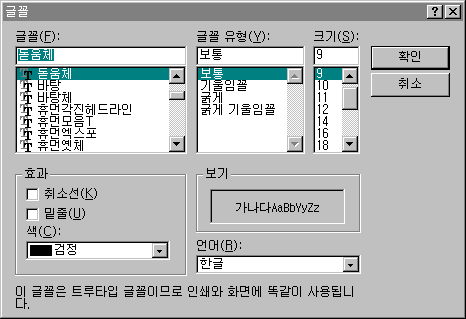 글꼴
글꼴(F):
돋움체
돋움체
바탕
바탕체
휴먼각진헤드라인
휴먼모음T
휴먼엑스포
휴먼옛체
글꼴 유형(Y):
보통
보통
기울임꼴
굵게
굵게 기울임꼴
크기(S):
9
9
10
11
12
14
16
18
확인
취소
효과
취소선(K)
밑줄(U)
색(C):
검정
보기
가나다AaBbYyZz
언어(R):
한글
이 글꼴은 트루타입 글꼴이므로 인쇄와 화면에 똑같이 사용됩니
다.